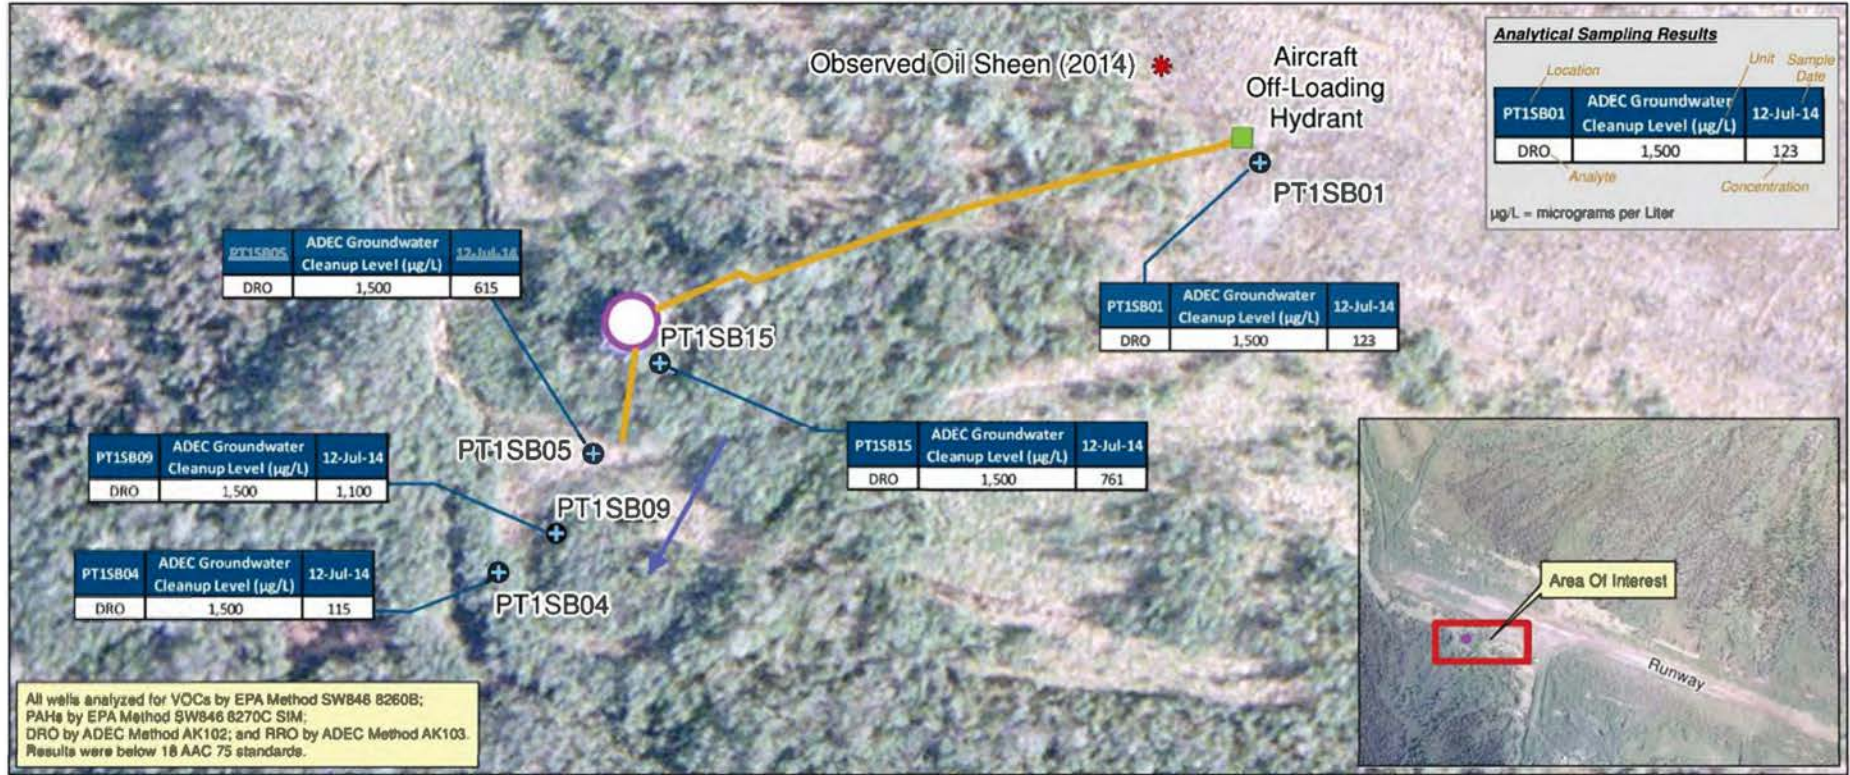 Observed Oil Sheen (2014)
Aircraft
Off-Loading
Hydrant
PT1SB01
Analytical Sampling Results
Location
Unit
Sample
Date
PT1SB01
ADEC Groundwater
Cleanup Level (µg/L)
12-Jul-14
DRO
1,500
123
Analyte
Concentration
µg/L = micrograms per Liter
PT1SB05
ADEC Groundwater
Cleanup Level (µg/L)
12-Jul-14
DRO
1,500
615
PT1SB01
ADEC Groundwater
Cleanup Level (µg/L)
12-Jul-14
DRO
1,500
123
PT1SB15
PT1SB15
ADEC Groundwater
Cleanup Level (µg/L)
12-Jul-14
DRO
1,500
761
PT1SB05
PT1SB09
ADEC Groundwater
Cleanup Level (µg/L)
12-Jul-14
DRO
1,500
1,100
PT1SB09
PT1SB04
ADEC Groundwater
Cleanup Level (µg/L)
12-Jul-14
DRO
1,500
115
PT1SB04
Area Of Interest
Runway
All wells analyzed for VOCs by EPA Method SW846 8260B;
PAHs by EPA Method SW846 8270C SIM;
DRO by ADEC Method AK102; and RRO by ADEC Method AK103.
Results were below 18 AAC 75 standards.